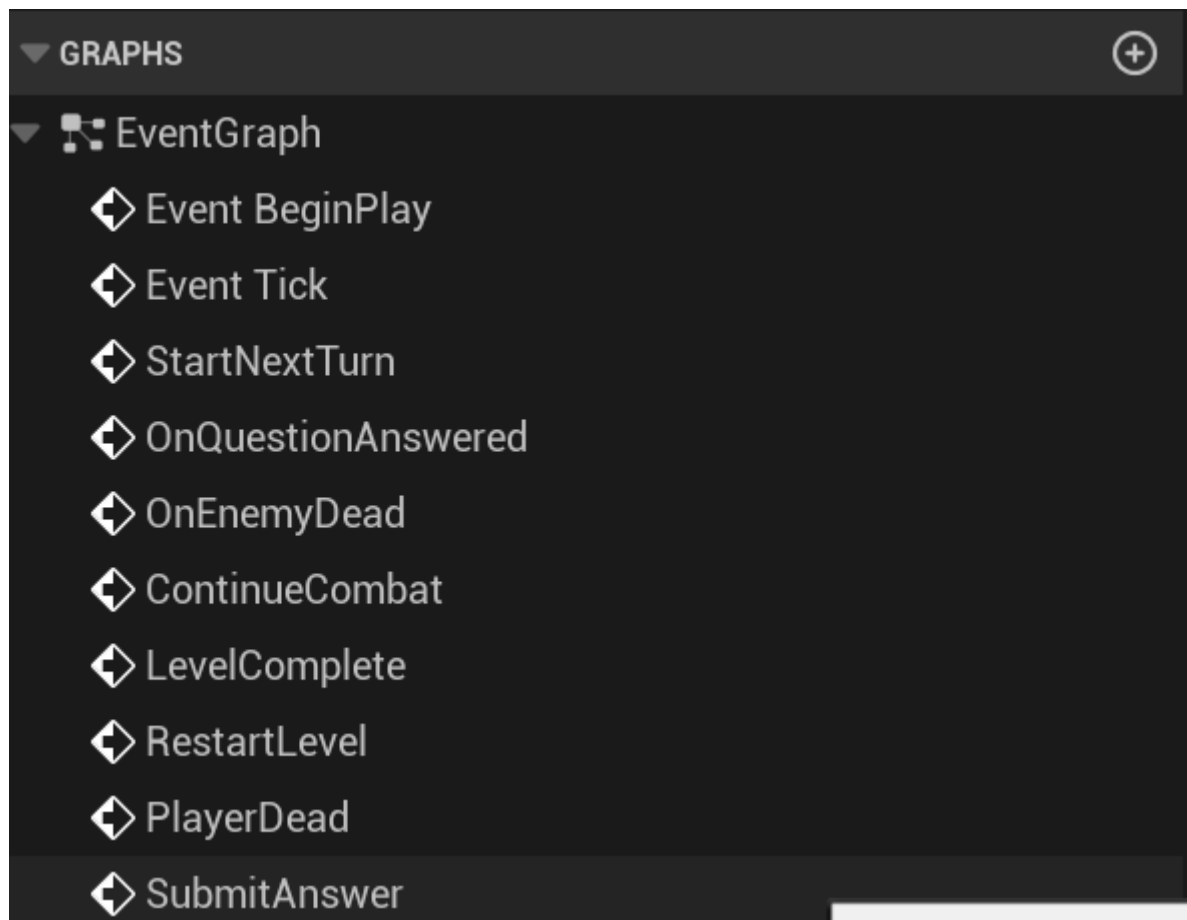 GRAPHS
EventGraph
Event BeginPlay
Event Tick
StartNextTurn
OnQuestionAnswered
OnEnemyDead
ContinueCombat
LevelComplete
RestartLevel
PlayerDead
SubmitAnswer